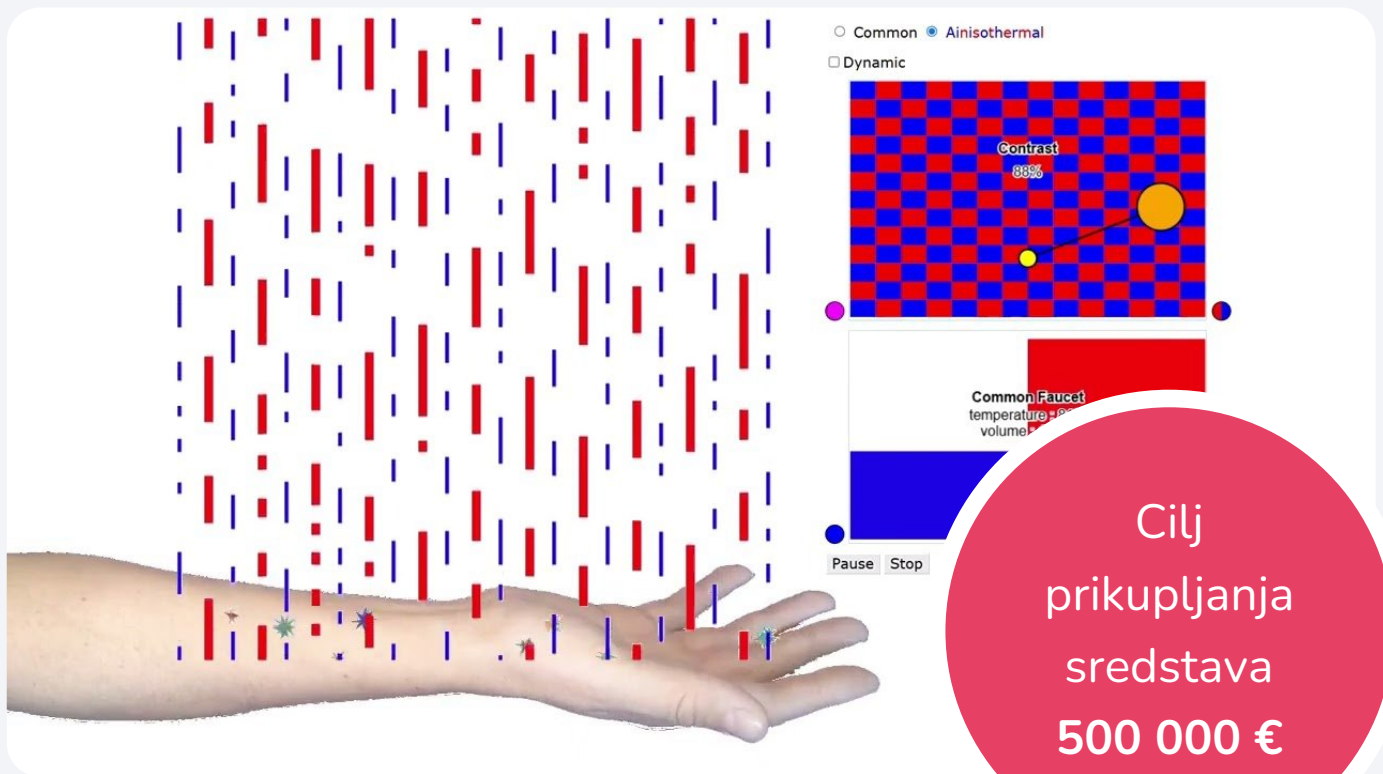 Common Ainisothermal
Dynamic
Contrast
88%
Common Faucet
temperature
volume
Pause Stop
Cilj
prikupljanja
sredstava
500 000 €